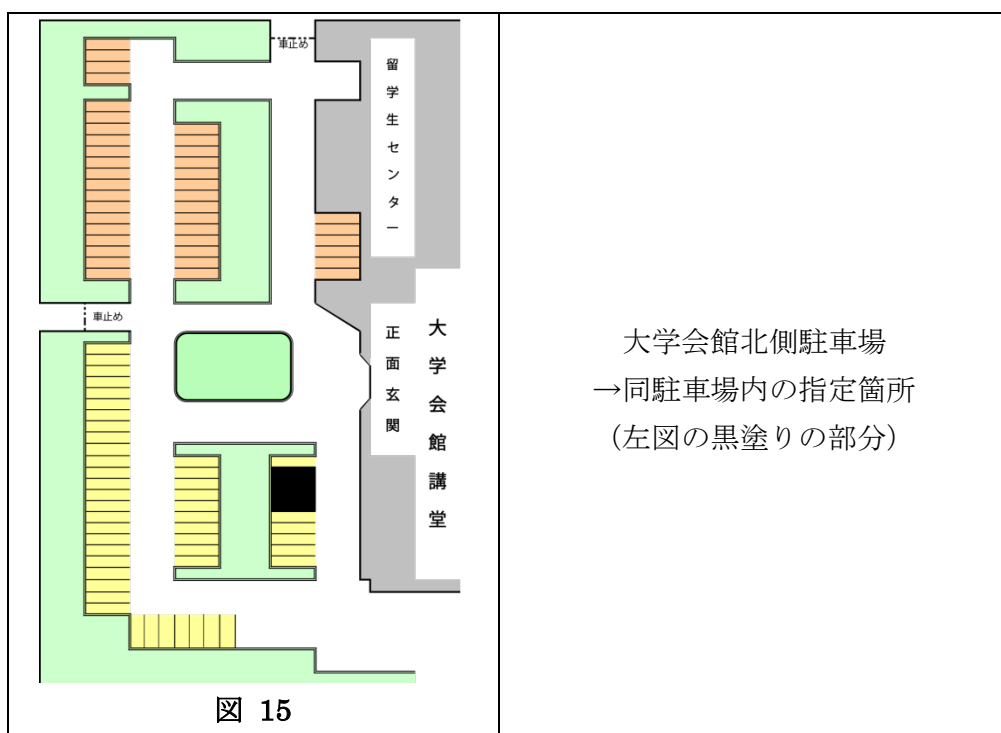 車止め
留学生センター
車止め
正面玄関
大学会館講堂
図 15
大学会館北側駐車場
→同駐車場内の指定箇所
（左図の黒塗りの部分）